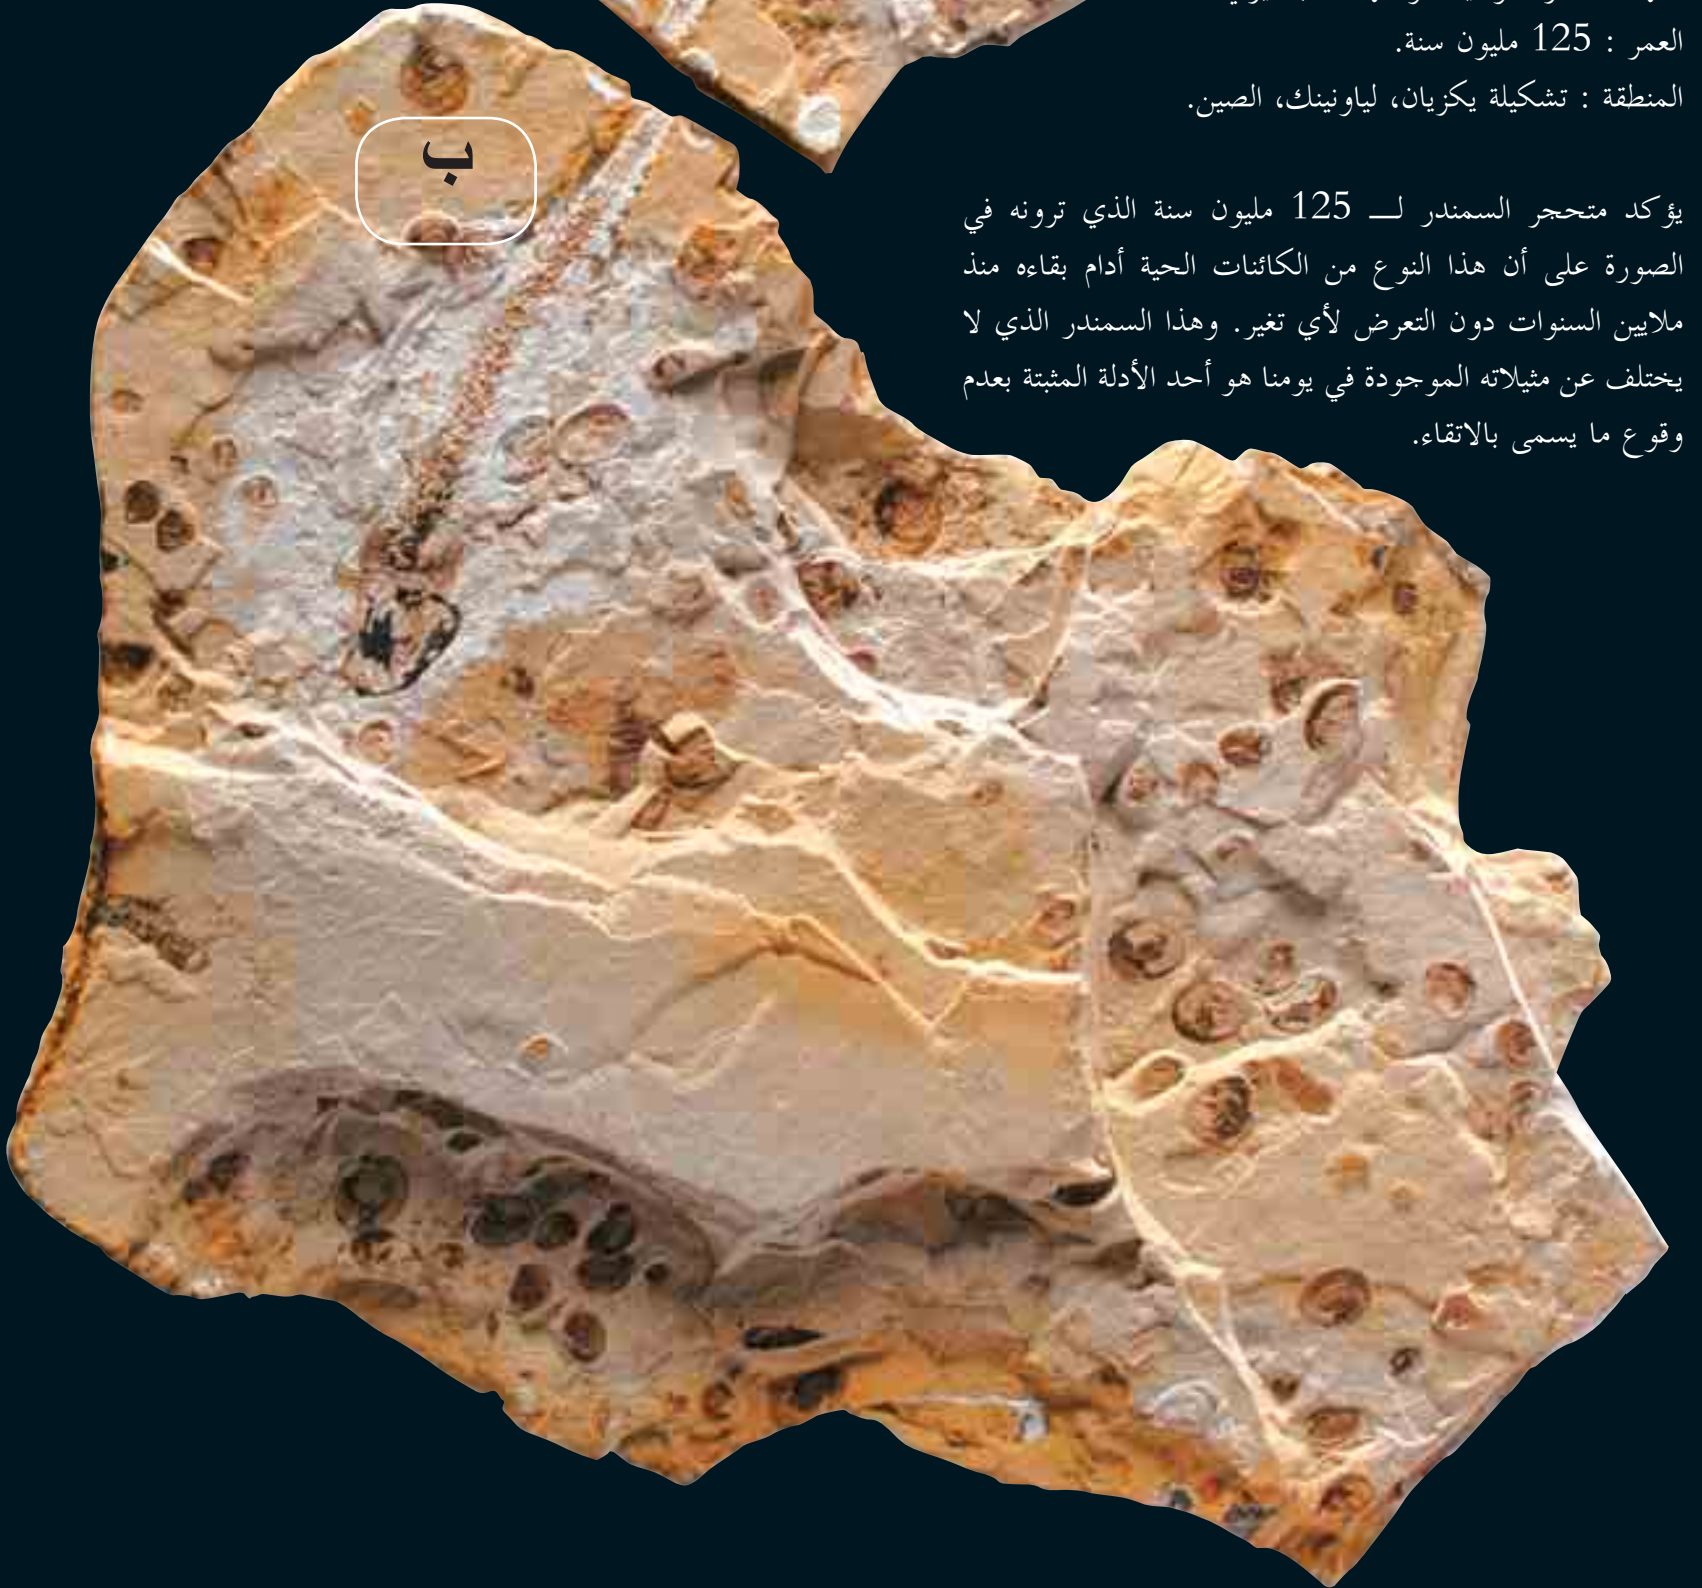 العمر : 125 مليون سنة.
المنطقة : تشكيلة يكزيان، لياونينك، الصين.
يؤكد متحجر السمندر لـــ 125 مليون سنة الذي ترونه في
الصورة على أن هذا النوع من الكائنات الحية أدام بقاءه منذ
ملايين السنوات دون التعرض لأي تغير. وهذا السمندر الذي لا
يختلف عن مثيلاته الموجودة في يومنا هو أحد الأدلة المثبتة بعدم
وقوع ما يسمى بالاتقاء.
ب